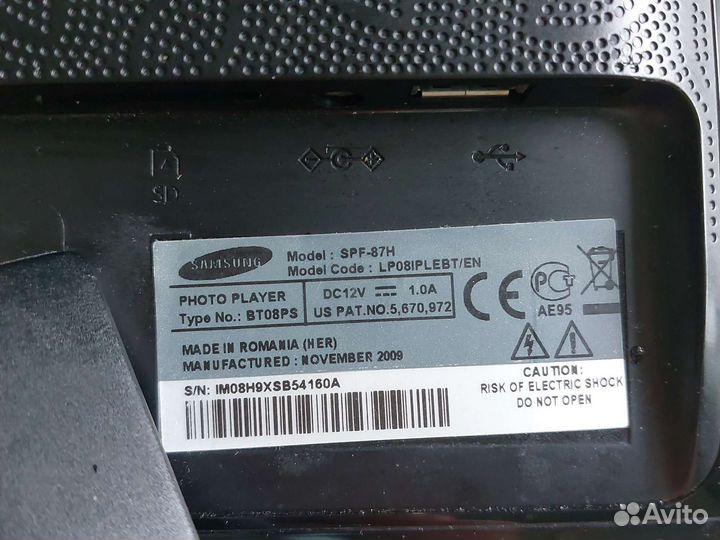 SD
SAMSUNG
Model : SPF-87H
Model Code : LP08IPLEBT/EN
PHOTO PLAYER
Type No.: BT08PS
DC12V 1.0A
US PAT.NO.5,670,972
CE
РСТ
AE95
MADE IN ROMANIA (HER)
MANUFACTURED : NOVEMBER 2009
S/N: IM08H9XSB54160A
CAUTION:
RISK OF ELECTRIC SHOCK
DO NOT OPEN
Avito